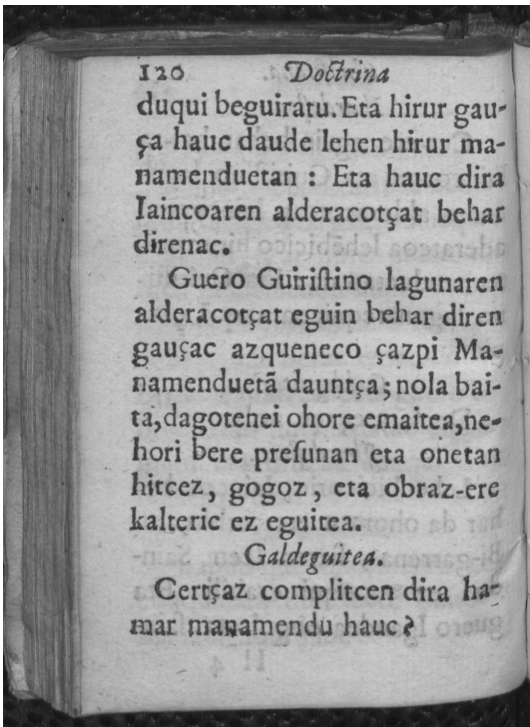 120 Doctrina
duqui beguiratu. Eta hirur gau-
ça hauc daude lehen hirur ma-
namenduetan : Eta hauc dira
Iaincoaren alderacotçat behar
direnac.
Guero Guiriſtino lagunaren
alderacotçat eguin behar diren
gauçac azqueneco çazpi Ma-
namenduetã dauntça; nola bai-
ta, dagotenei ohore emaitea, ne-
hori bere preſunan eta onetan
hitcez, gogoz, eta obraz-ere
kalteric ez eguitea.
Galdeguitea.
Certçaz complitcen dira ha-
mar manamendu hauc?